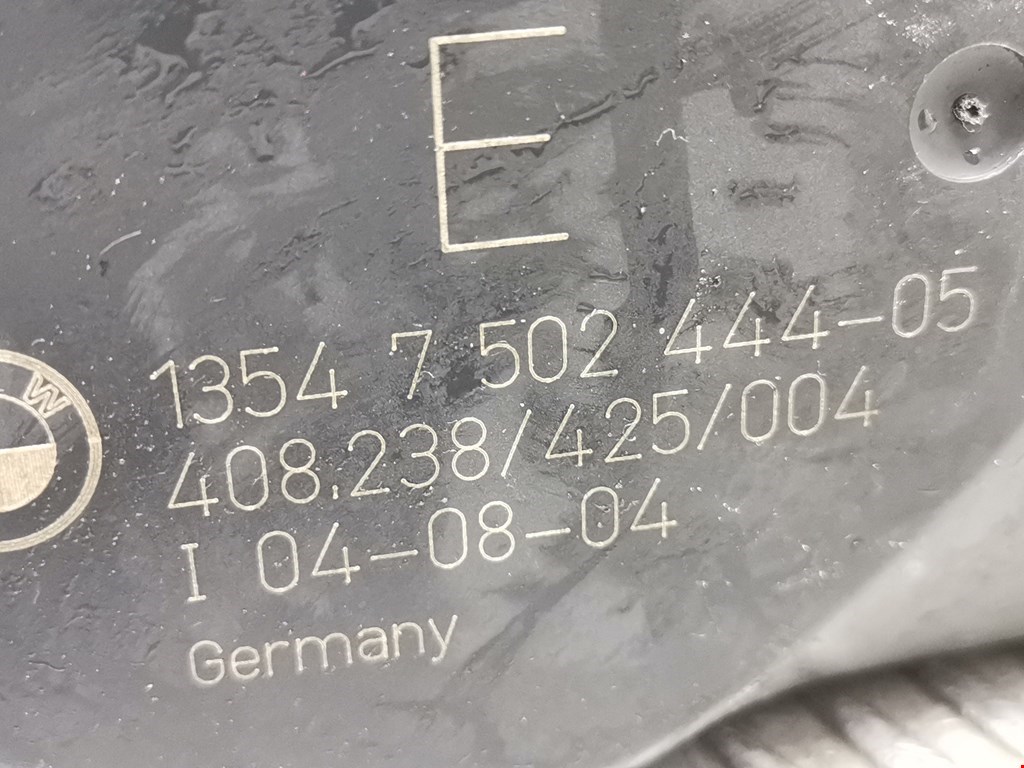 E
W
1354 7 502 444-05
408.238/425/004
I 04-08-04
Germany